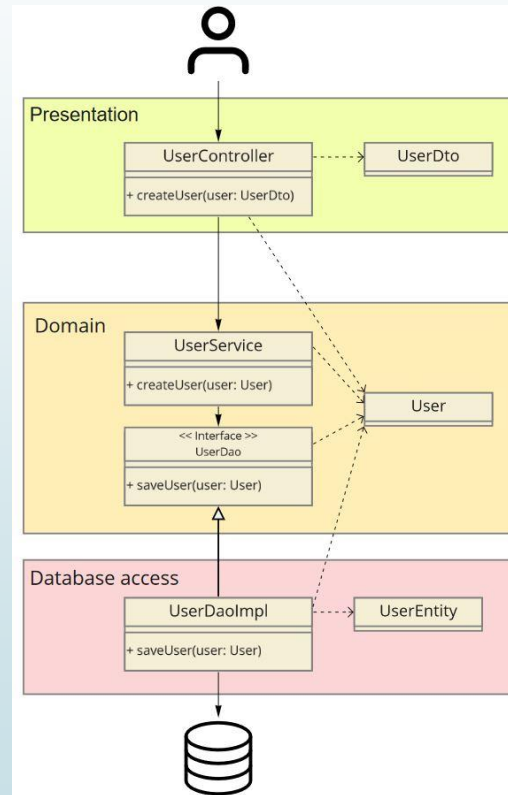 Presentation
UserController
UserDto
+ createUser(user: UserDto)
Domain
UserService
+ createUser(user: User)
User
<< Interface >>
UserDao
+ saveUser(user: User)
Database access
UserDaoImpl
UserEntity
+ saveUser(user: User)